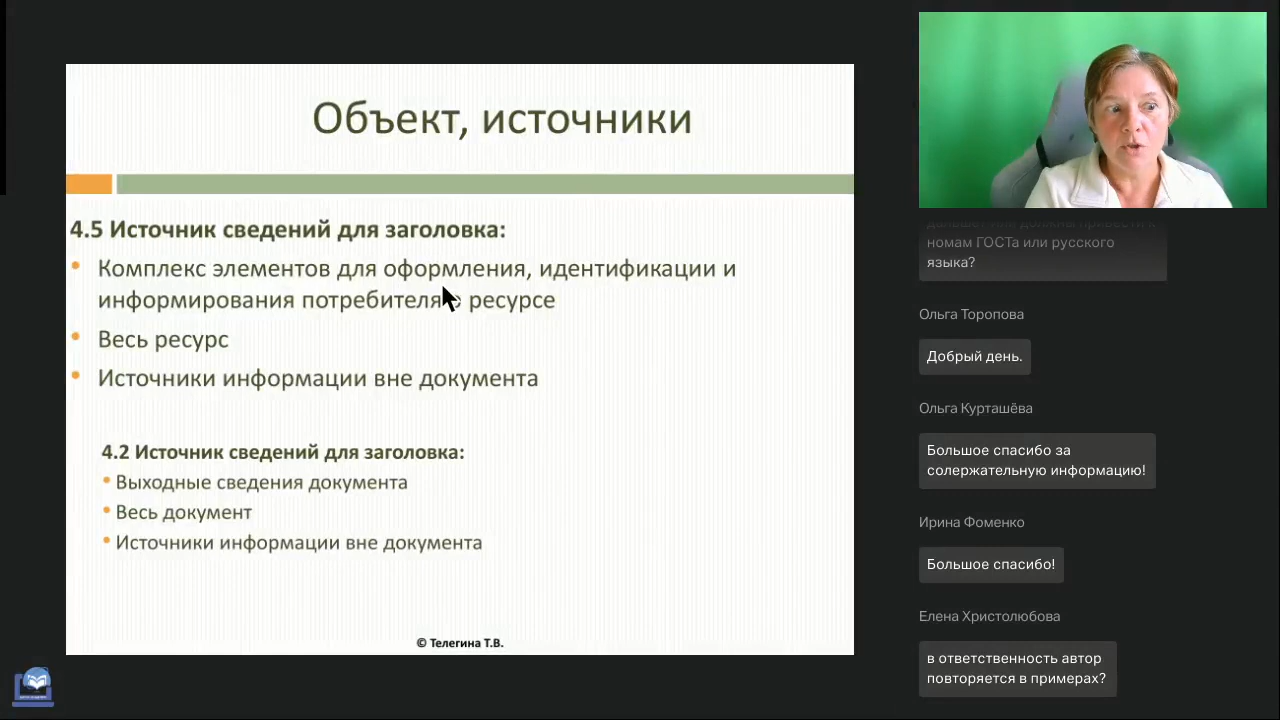 Объект, источники
4.5 Источник сведений для заголовка:
• Комплекс элементов для оформления, идентификации и
информирования потребителя о ресурсе
• Весь ресурс
• Источники информации вне документа
4.2 Источник сведений для заголовка:
• Выходные сведения документа
• Весь документ
• Источники информации вне документа
© Телегина Т.В.
номам ГОСТа или русского
языка?
Ольга Торопова
Добрый день.
Ольга Курташёва
Большое спасибо за
солержательную информацию!
Ирина Фоменко
Большое спасибо!
Елена Христолюбова
в ответственность автор
повторяется в примерах?